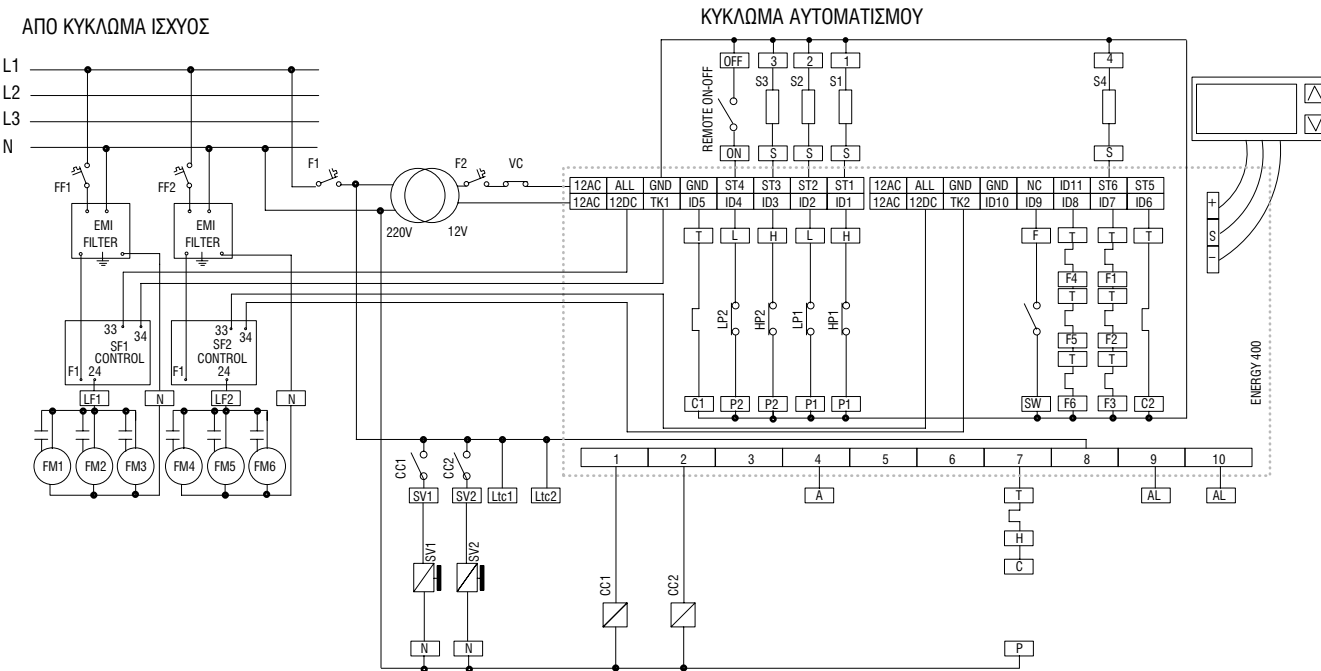 ΑΠΟ ΚΥΚΛΩΜΑ ΙΣΧΥΟΣ
ΚΥΚΛΩΜΑ ΑΥΤΟΜΑΤΙΣΜΟΥ
L1
L2
L3
N
OFF 3 2 1 4
S3 S2 S1 S4
REMOTE ON-OFF
ON S S S S
FF1 FF2 F1 F2 VC
220V 12V
EMI FILTER
EMI FILTER
12AC ALL GND GND ST4 ST3 ST2 ST1
12AC 12DC TK1 ID5 ID4 ID3 ID2 ID1
12AC ALL GND GND NC ID11 ST6 ST5
12AC 12DC TK2 ID10 ID9 ID8 ID7 ID6
+
S
−
T L H L H F T T T
F4 F1
T T
LP2 HP2 LP1 HP1
F5 F2
T T
C1 P2 P2 P1 P1 SW F6 F3 C2
ENERGY 400
33 34
SF1
CONTROL
F1 24
33 34
SF2
CONTROL
F1 24
LF1 N LF2 N
FM1 FM2 FM3 FM4 FM5 FM6
1 2 3 4 5 6 7 8 9 10
CC1 CC2
SV1 SV2 Ltc1 Ltc2
A T AL AL
H
C
SV1 SV2
CC1 CC2
N N P